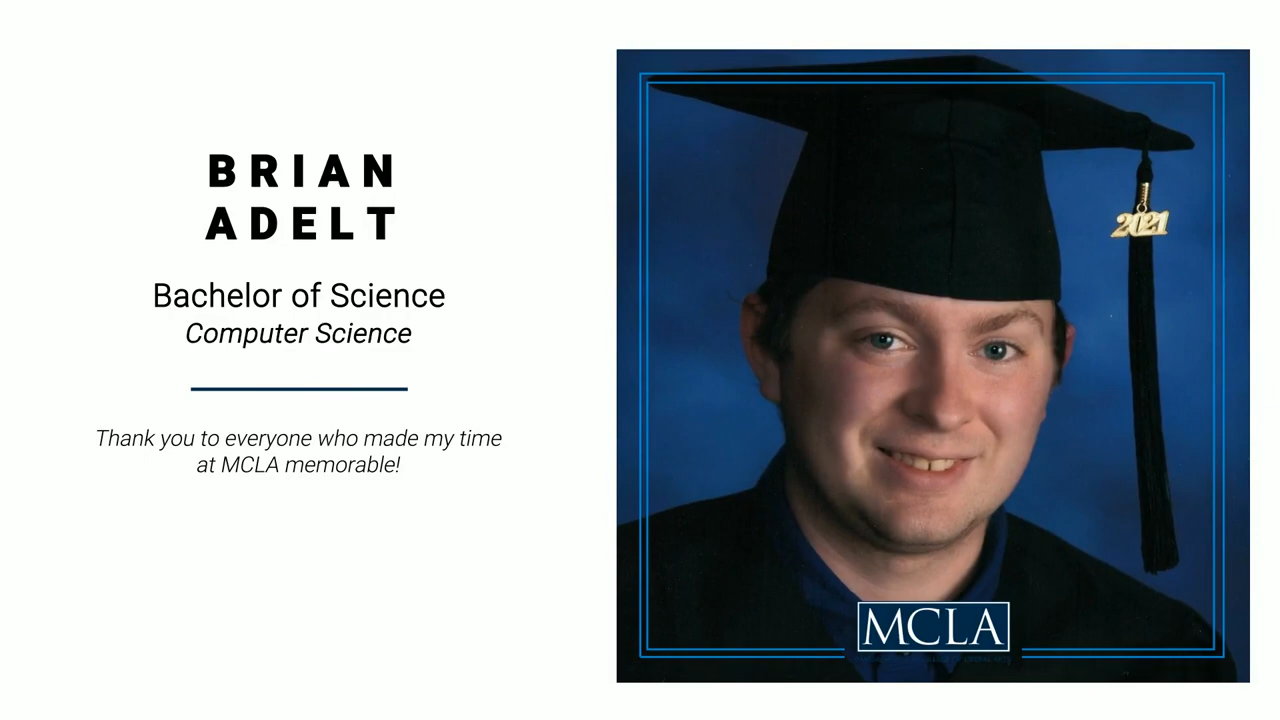 BRIAN
ADELT
Bachelor of Science
Computer Science
Thank you to everyone who made my time
at MCLA memorable!
2021
MCLA